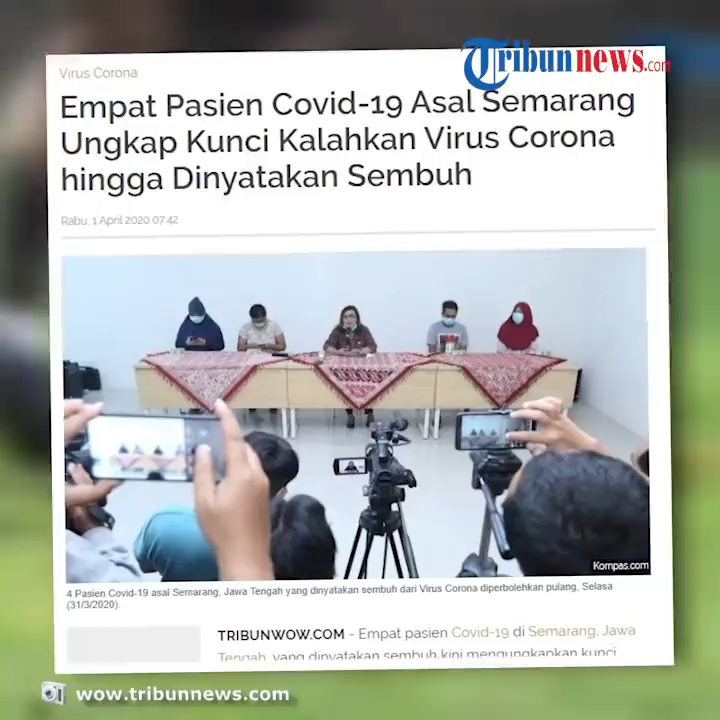 Tribunnews.com
Virus Corona
Empat Pasien Covid-19 Asal Semarang
Ungkap Kunci Kalahkan Virus Corona
hingga Dinyatakan Sembuh
Rabu, 1 April 2020 07:42
Kompas.com
4 Pasien Covid-19 asal Semarang, Jawa Tengah yang dinyatakan sembuh dari Virus Corona diperbolehkan pulang, Selasa
(31/3/2020).
TRIBUNWOW.COM - Empat pasien Covid-19 di Semarang, Jawa
Tengah, yang dinyatakan sembuh kini mengungkapkan kunci
wow.tribunnews.com